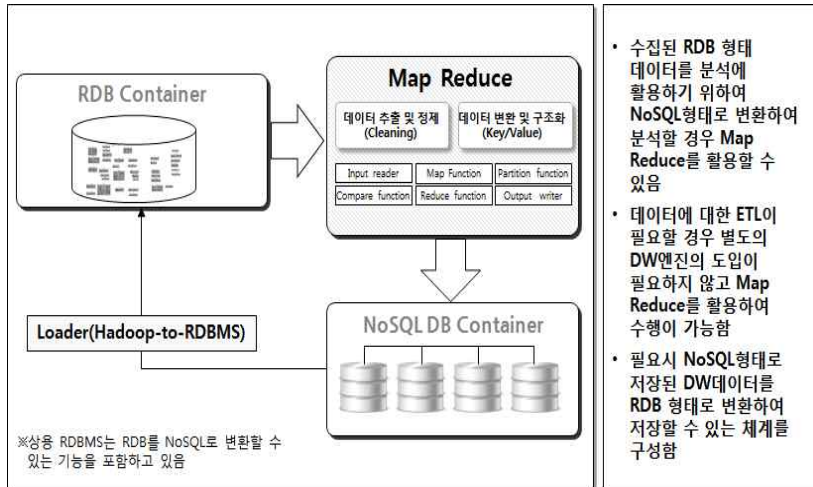 RDB Container
Map Reduce
데이터 추출 및 정제
(Cleaning)
데이터 변환 및 구조화
(Key/Value)
Input reader
Map Function
Partition function
Compare function
Reduce function
Output writer
Loader(Hadoop-to-RDBMS)
NoSQL DB Container
※상용 RDBMS는 RDB를 NoSQL로 변환할 수
있는 기능을 포함하고 있음
• 수집된 RDB 형태
데이터를 분석에
활용하기 위하여
NoSQL형태로 변환하여
분석할 경우 Map
Reduce를 활용할 수
있음
• 데이터에 대한 ETL이
필요할 경우 별도의
DW엔진의 도입이
필요하지 않고 Map
Reduce를 활용하여
수행이 가능함
• 필요시 NoSQL형태로
저장된 DW데이터를
RDB 형태로 변환하여
저장할 수 있는 체계를
구성함